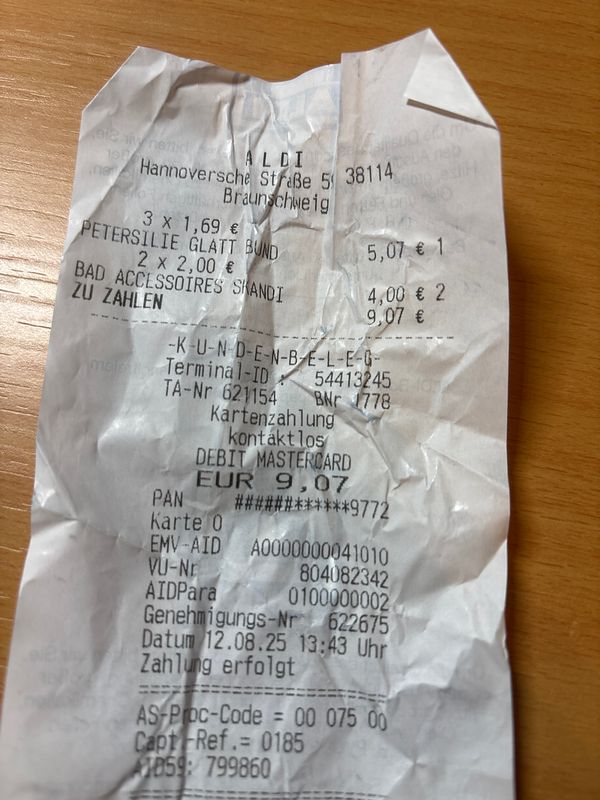 ALDI
Hannoversche Straße 38114
Braunschweig
3 x 1,69 €
PETERSILIE GLATT BUND 5,07 € 1
2 x 2,00 €
BAD ACCESSOIRES SKANDI 4,00 € 2
ZU ZAHLEN 9,07 €
-K-U-N-D-E-N-B-E-L-E-G-
Terminal-ID : 54413245
TA-Nr 621154 BNr 1778
Kartenzahlung
kontaktlos
DEBIT MASTERCARD
EUR 9,07
PAN ######******9772
Karte 0
EMV-AID A0000000041010
VU-Nr 804082342
AIDPara 0100000002
Genehmigungs-Nr 622675
Datum 12.08.25 13:43 Uhr
Zahlung erfolgt
AS-Proc-Code = 00 075 00
Capt.-Ref.= 0185
AID59: 799860